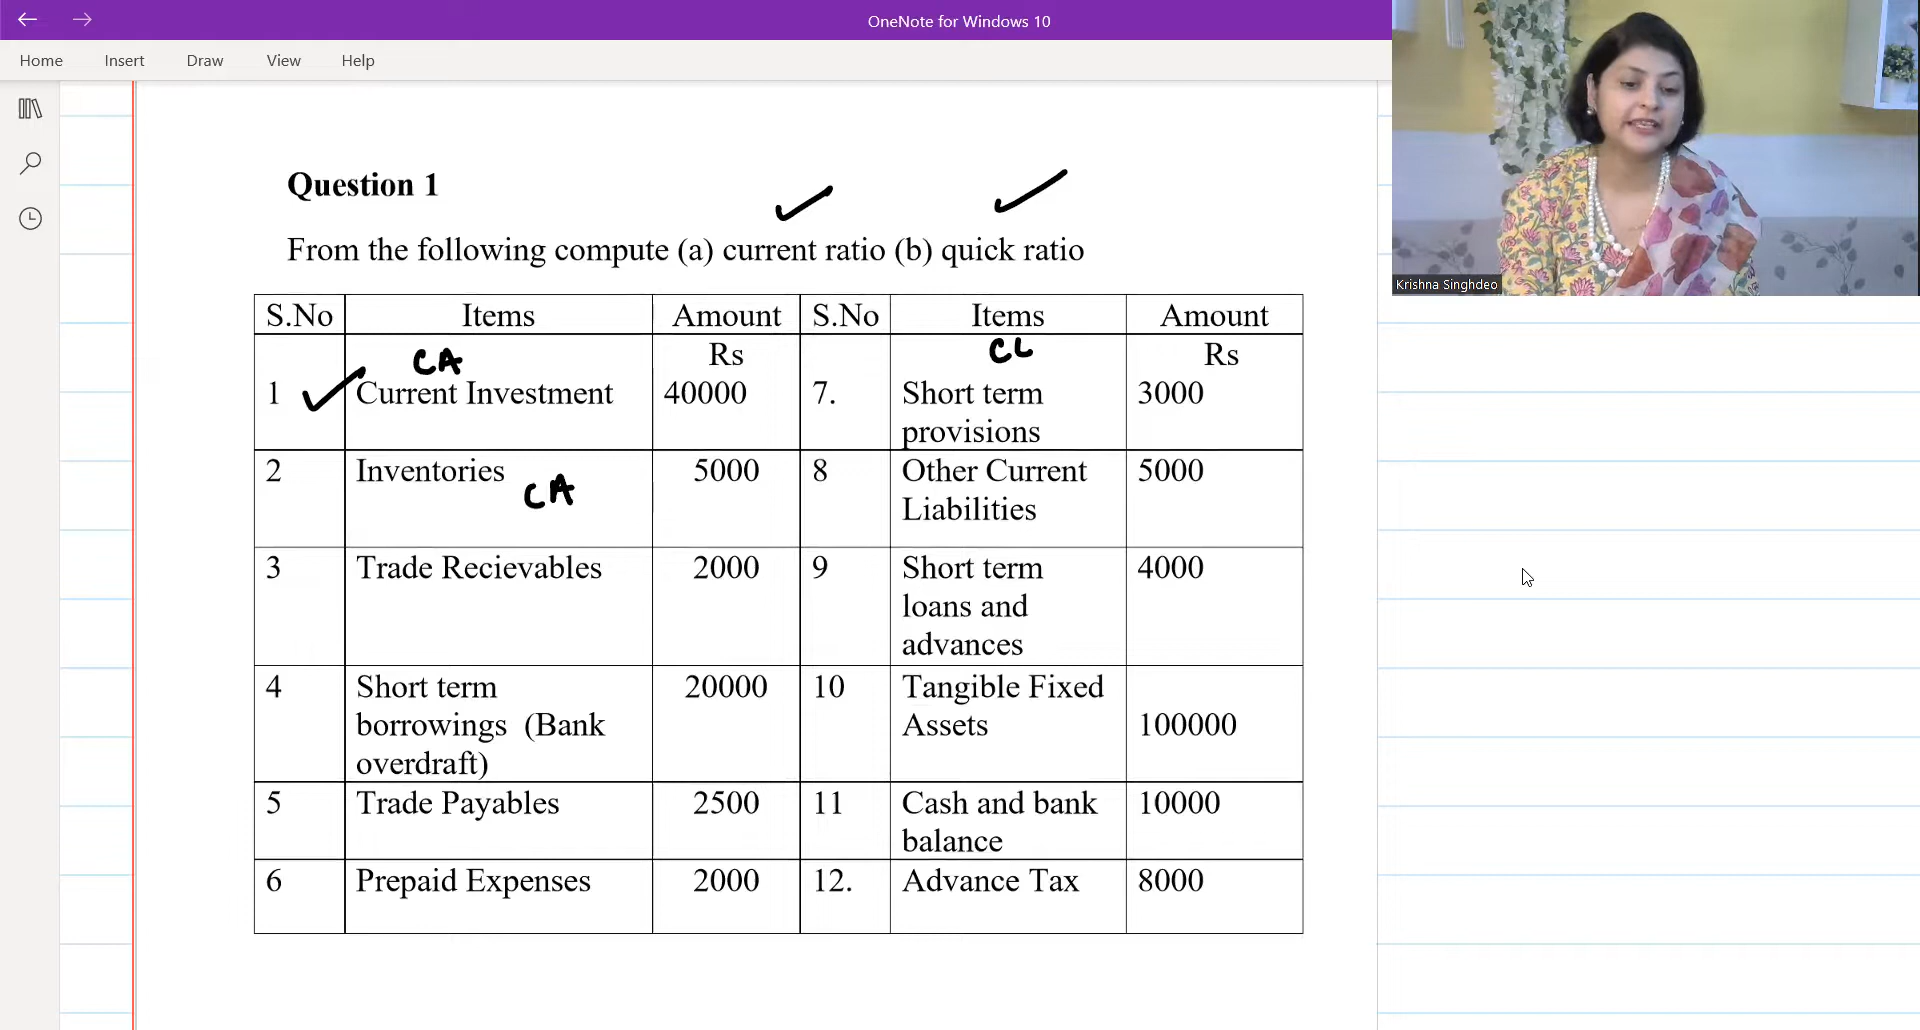 OneNote for Windows 10
Home Insert Draw View Help
Krishna Singhdeo
Question 1
From the following compute (a) current ratio (b) quick ratio
S.No Items Amount S.No Items Amount
Rs Rs
CA CL
1 Current Investment 40000 7. Short term 3000
provisions
2 Inventories 5000 8 Other Current 5000
CA Liabilities
3 Trade Recievables 2000 9 Short term 4000
loans and
advances
4 Short term 20000 10 Tangible Fixed
borrowings (Bank Assets 100000
overdraft)
5 Trade Payables 2500 11 Cash and bank 10000
balance
6 Prepaid Expenses 2000 12. Advance Tax 8000